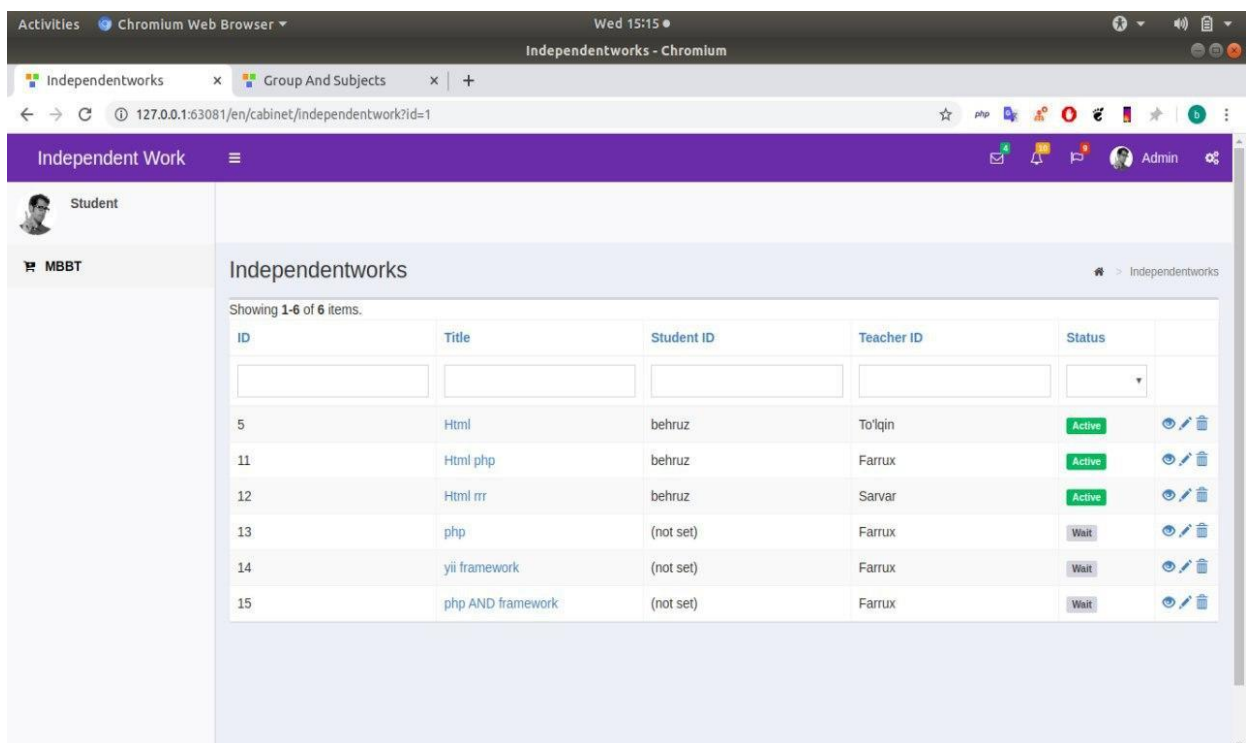 Activities Chromium Web Browser Wed 15:15
Independentworks - Chromium
Independentworks Group And Subjects
127.0.0.1:63081/en/cabinet/independentwork?id=1 php
Independent Work 4 10 9 Admin
Student
MBBT
Independentworks > Independentworks
Showing 1-6 of 6 items.
ID Title Student ID Teacher ID Status
5 Html behruz To'lqin Active
11 Html php behruz Farrux Active
12 Html rrr behruz Sarvar Active
13 php (not set) Farrux Wait
14 yii framework (not set) Farrux Wait
15 php AND framework (not set) Farrux Wait